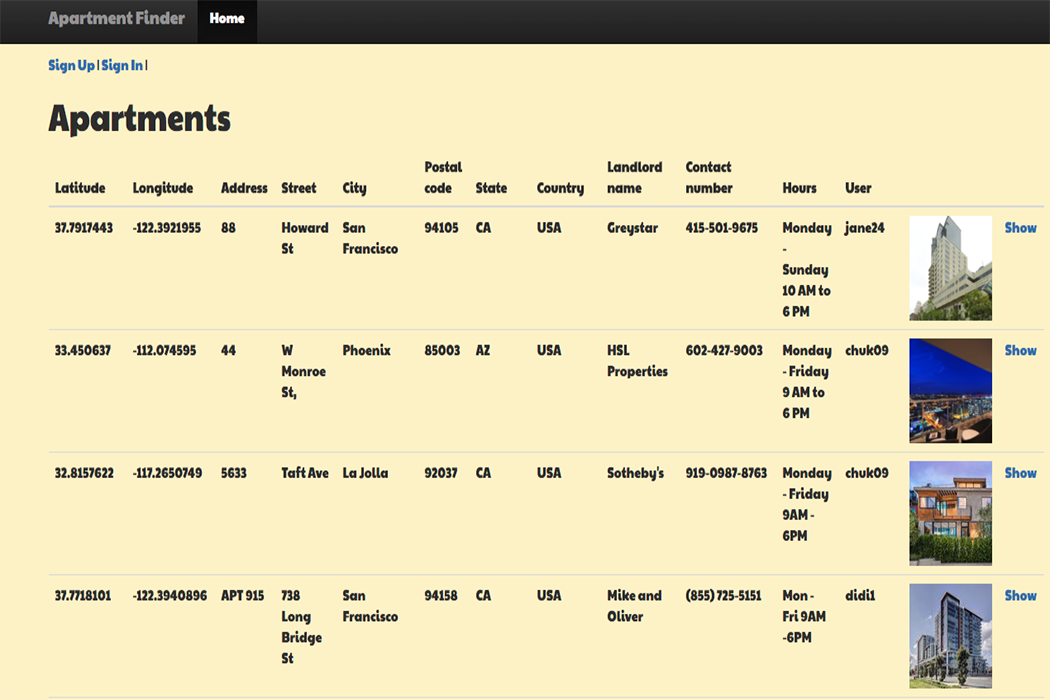 Apartment Finder Home
Sign Up | Sign In |
Apartments
Latitude Longitude Address Street City Postal code State Country Landlord name Contact number Hours User
37.7917443 -122.3921955 88 Howard St San Francisco 94105 CA USA Greystar 415-501-9675 Monday - Sunday 10 AM to 6 PM jane24 Show
33.450637 -112.074595 44 W Monroe St, Phoenix 85003 AZ USA HSL Properties 602-427-9003 Monday - Friday 9 AM to 6 PM chuk09 Show
32.8157622 -117.2650749 5633 Taft Ave La Jolla 92037 CA USA Sotheby's 919-0987-8763 Monday - Friday 9AM - 6PM chuk09 Show
37.7718101 -122.3940896 APT 915 738 Long Bridge St San Francisco 94158 CA USA Mike and Oliver (855) 725-5151 Mon - Fri 9AM -6PM didi1 Show